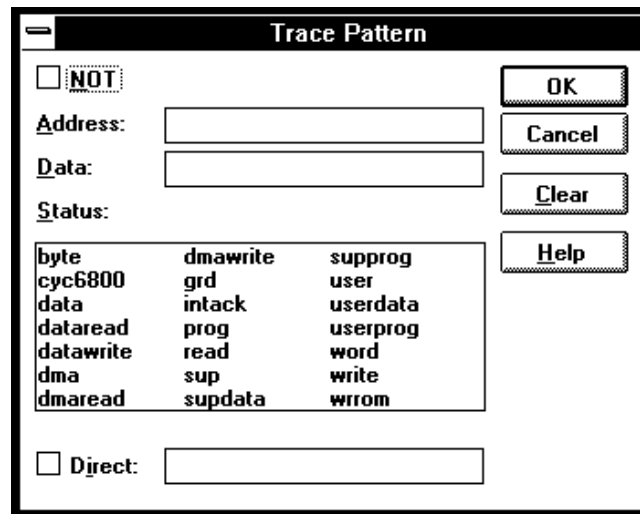 Trace Pattern
NOT
OK
Address:
Cancel
Data:
Clear
Status:
Help
byte dmawrite supprog
cyc6800 grd user
data intack userdata
dataread prog userprog
datawrite read word
dma sup write
dmaread supdata wrrom
Direct: